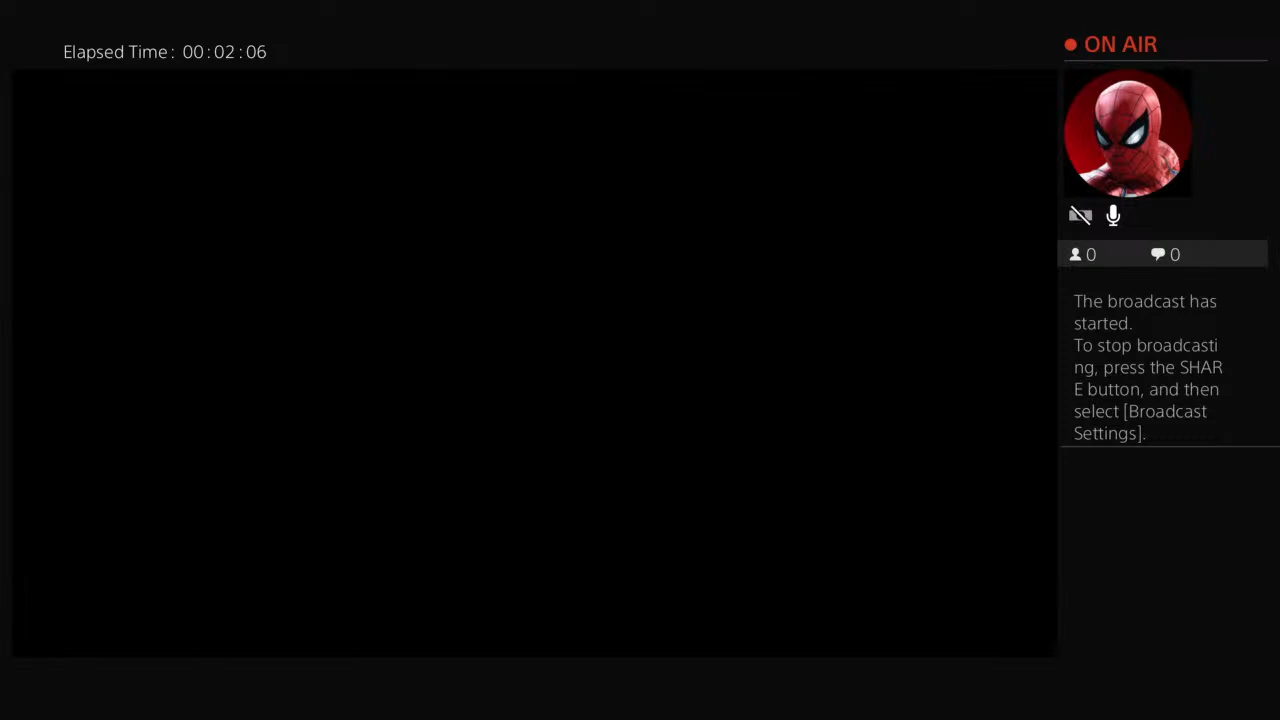 Elapsed Time: 00:02:06
ON AIR
0 0
The broadcast has
started.
To stop broadcasti
ng, press the SHAR
E button, and then
select [Broadcast
Settings].